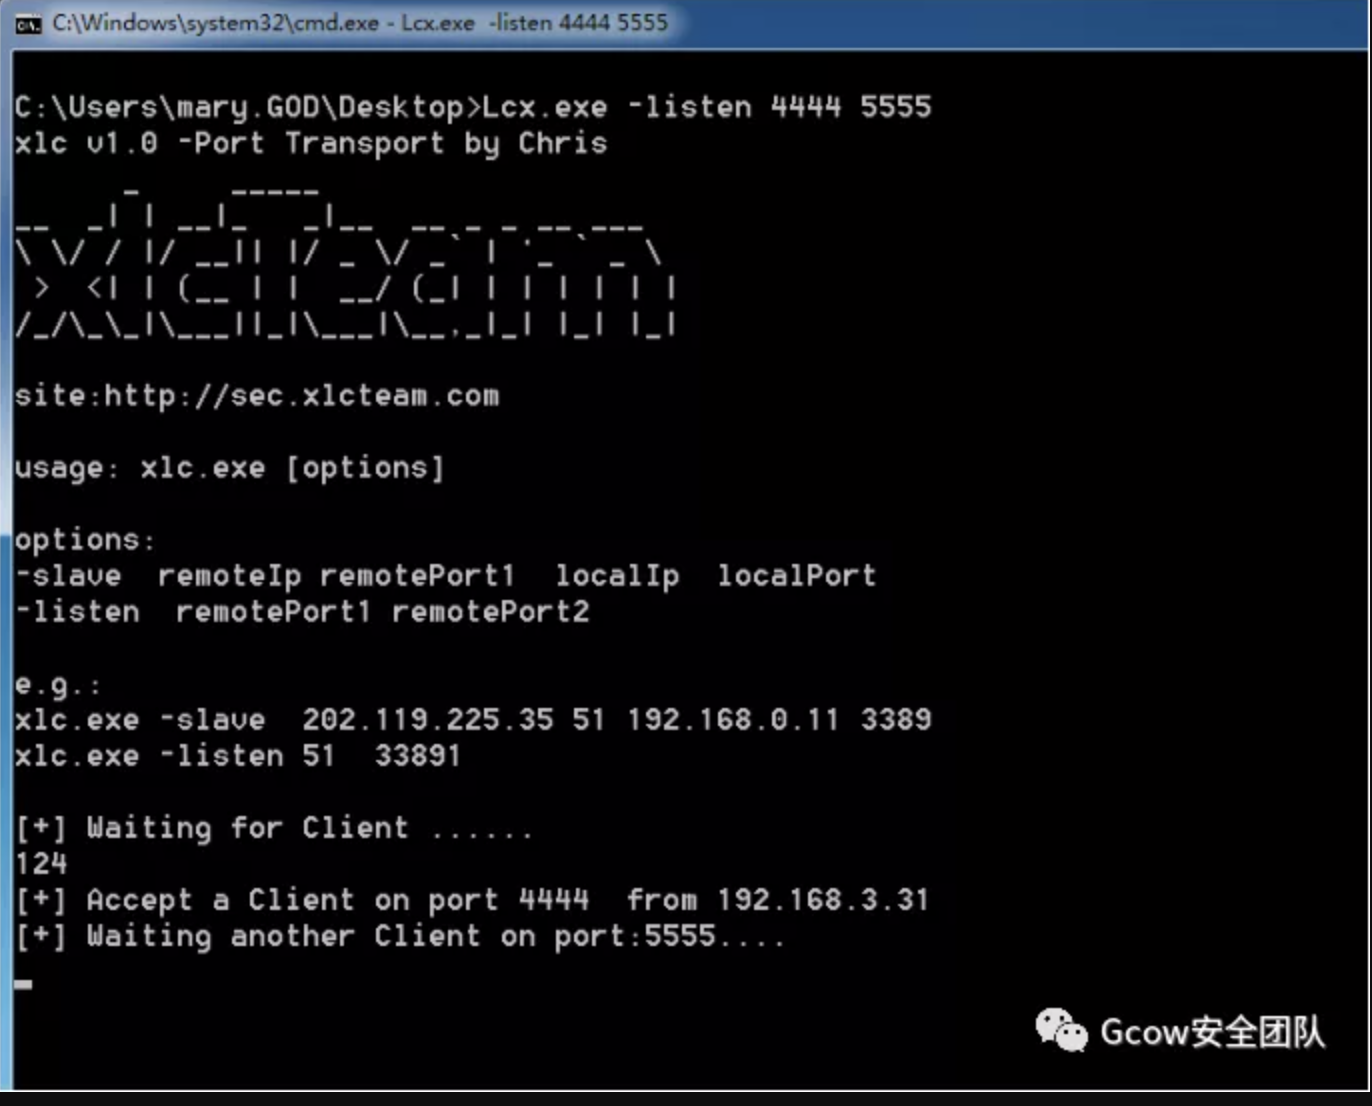 C:\Windows\system32\cmd.exe - Lcx.exe  -listen 4444 5555
C:\Users\mary.GOD\Desktop>Lcx.exe -listen 4444 5555
xlc v1.0 -Port Transport by Chris
site:http://sec.xlcteam.com
usage: xlc.exe [options]
options:
-slave  remoteIp remotePort1  localIp  localPort
-listen  remotePort1 remotePort2
e.g.:
xlc.exe -slave  202.119.225.35 51 192.168.0.11 3389
xlc.exe -listen 51  33891
[+] Waiting for Client ......
124
[+] Accept a Client on port 4444  from 192.168.3.31
[+] Waiting another Client on port:5555....
Gcow安全团队